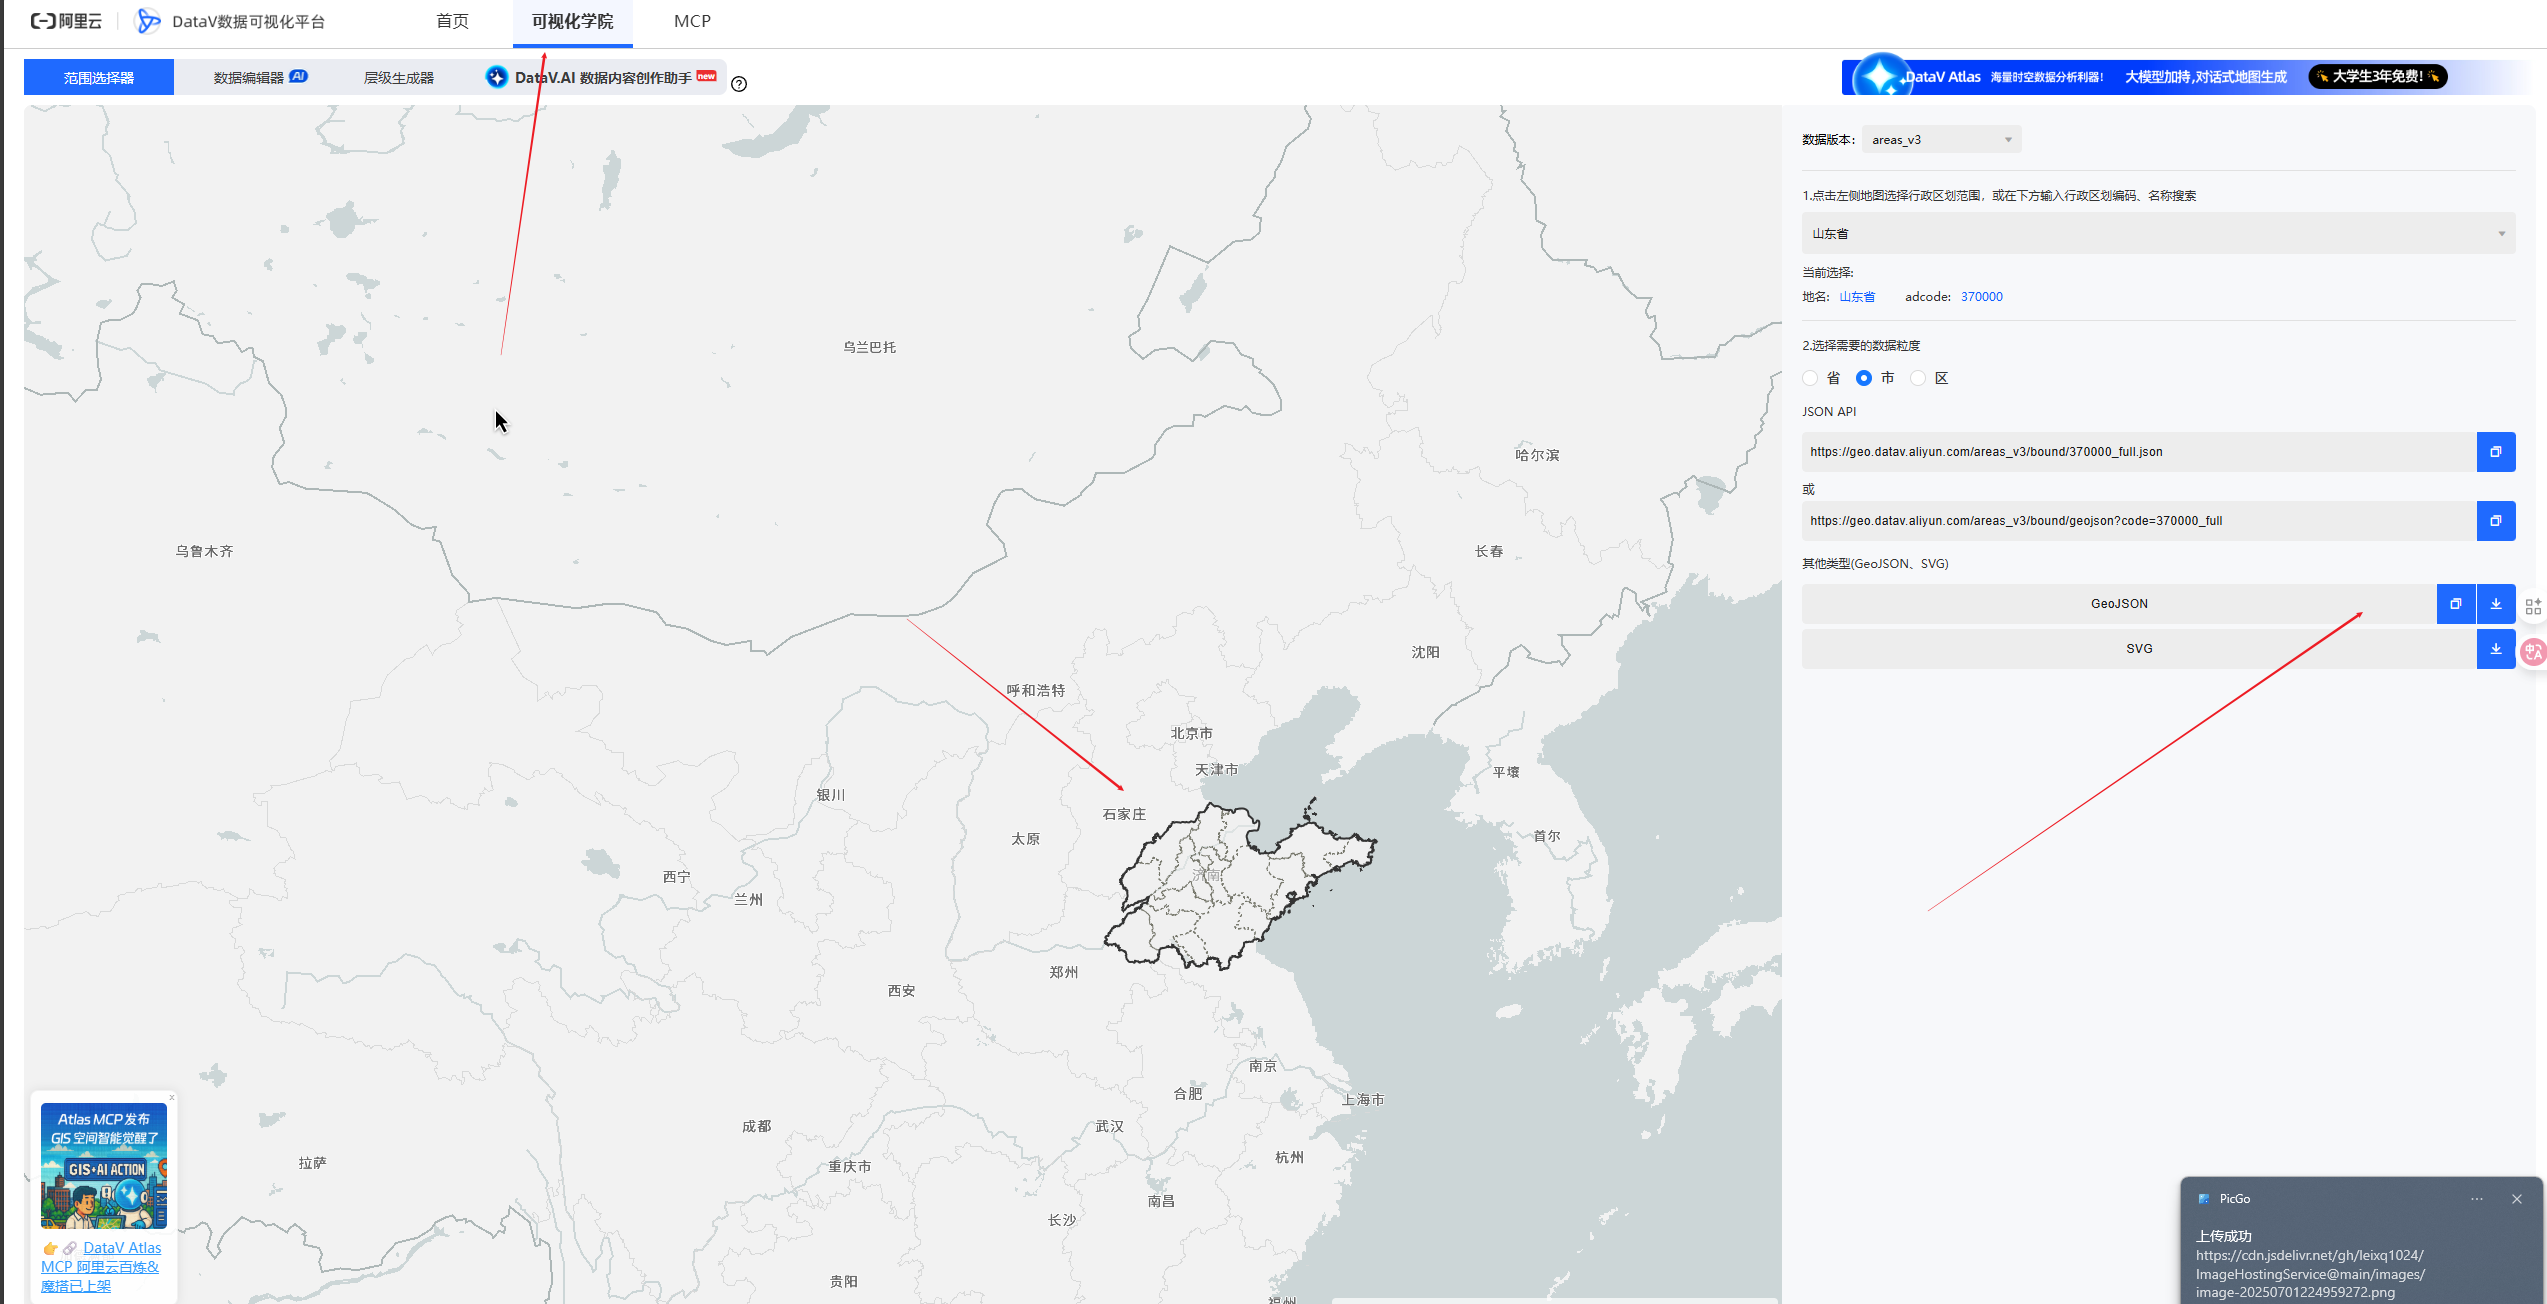 阿里云 DataV数据可视化平台 首页 可视化学院 MCP
范围选择器 数据编辑器 AI 层级生成器 DataV.AI 数据内容创作助手 new ?
DataV Atlas 海量时空数据分析利器! 大模型加持,对话式地图生成 大学生3年免费!
数据版本: areas_v3
1.点击左侧地图选择行政区划范围，或在下方输入行政区划编码、名称搜索
山东省
当前选择:
地名: 山东省 adcode: 370000
2.选择需要的数据粒度
省 市 区
JSON API
https://geo.datav.aliyun.com/areas_v3/bound/370000_full.json
或
https://geo.datav.aliyun.com/areas_v3/bound/geojson?code=370000_full
其他类型(GeoJSON、SVG)
GeoJSON
SVG
乌兰巴托
哈尔滨
乌鲁木齐
长春
沈阳
呼和浩特
北京市
天津市
平壤
银川
石家庄
太原
首尔
济南
西宁
兰州
郑州
西安
南京
合肥
上海市
成都
武汉
杭州
拉萨
重庆市
南昌
长沙
贵阳
福州
x
Atlas MCP 发布
GIS 空间智能觉醒了
GIS+AI ACTION
👉🔗 DataV Atlas
MCP 阿里云百炼&
魔搭已上架
PicGo
上传成功
https://cdn.jsdelivr.net/gh/leixq1024/
ImageHostingService@main/images/
image-20250701224959272.png